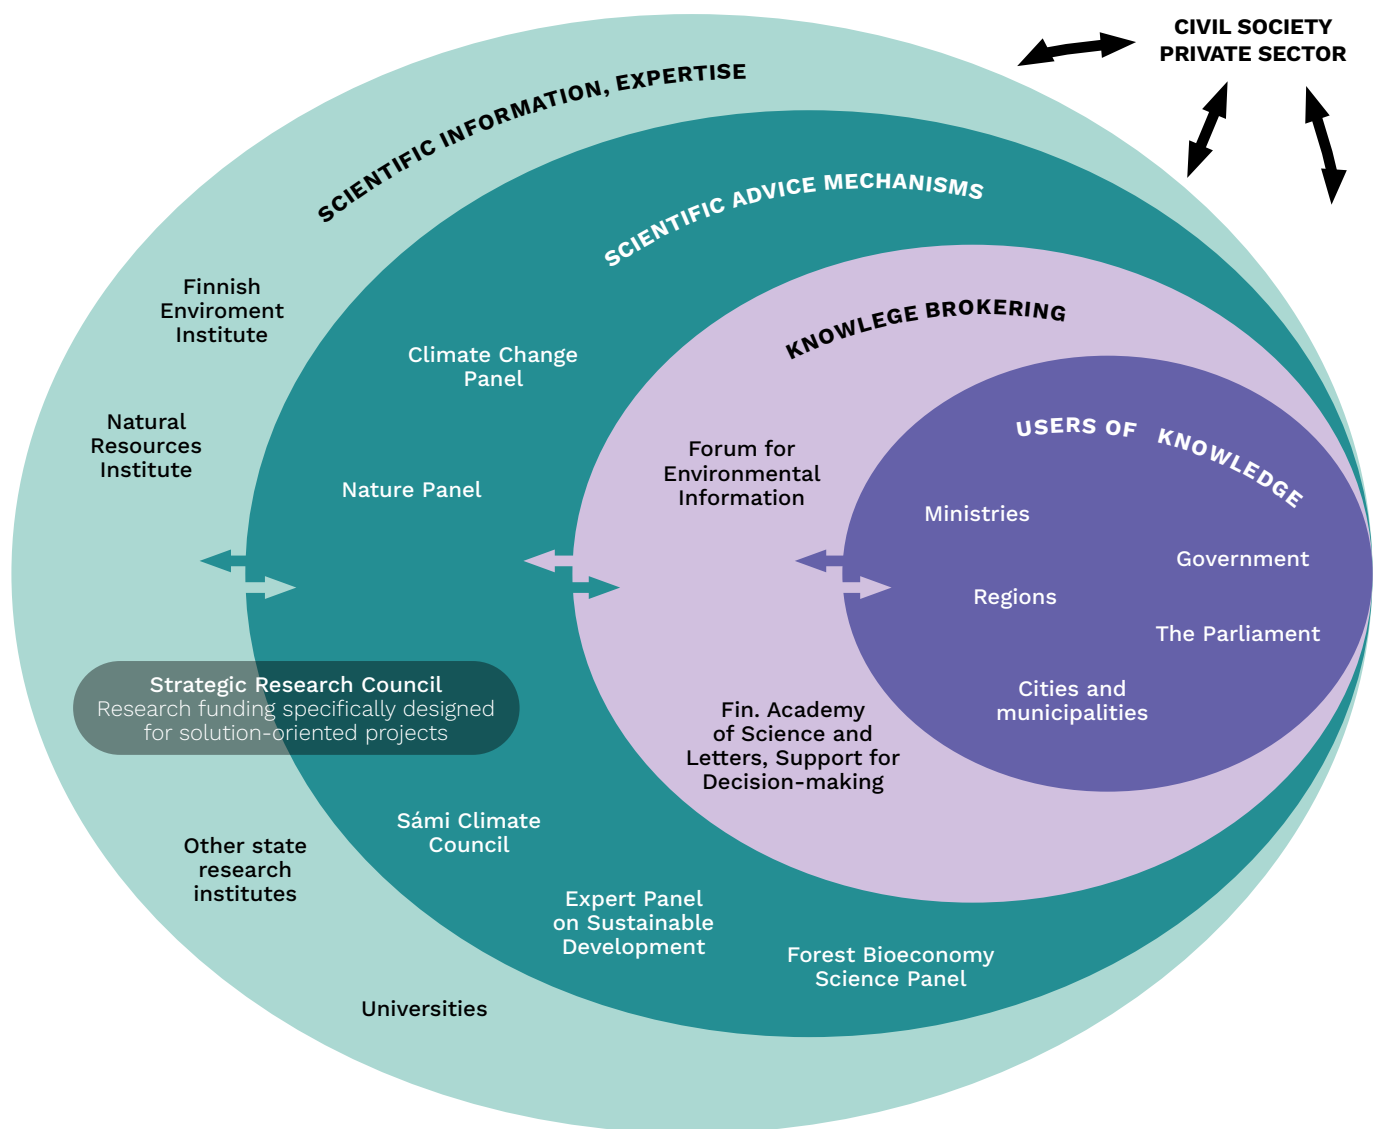 CIVIL SOCIETY
PRIVATE SECTOR
SCIENTIFIC INFORMATION, EXPERTISE
SCIENTIFIC ADVICE MECHANISMS
KNOWLEGE BROKERING
USERS OF KNOWLEDGE
Finnish
Enviroment
Institute
Natural
Resources
Institute
Climate Change
Panel
Nature Panel
Forum for
Environmental
Information
Ministries
Government
Regions
The Parliament
Cities and
municipalities
Strategic Research Council
Research funding specifically designed
for solution-oriented projects
Fin. Academy
of Science and
Letters, Support for
Decision-making
Sámi Climate
Council
Other state
research
institutes
Expert Panel
on Sustainable
Development
Forest Bioeconomy
Science Panel
Universities